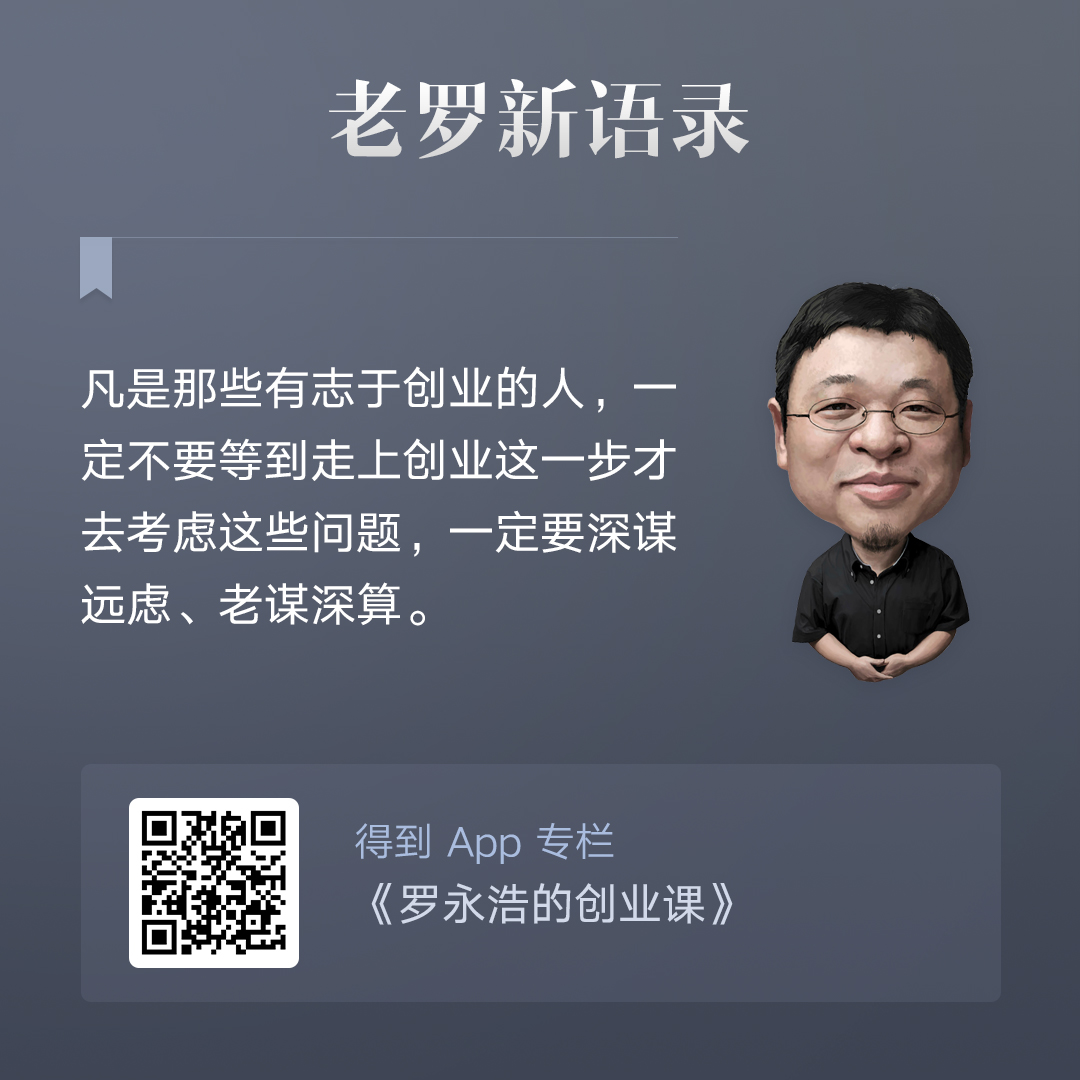 老罗新语录
凡是那些有志于创业的人，一
定不要等到走上创业这一步才
去考虑这些问题，一定要深谋
远虑、老谋深算。
得到 App 专栏
《罗永浩的创业课》